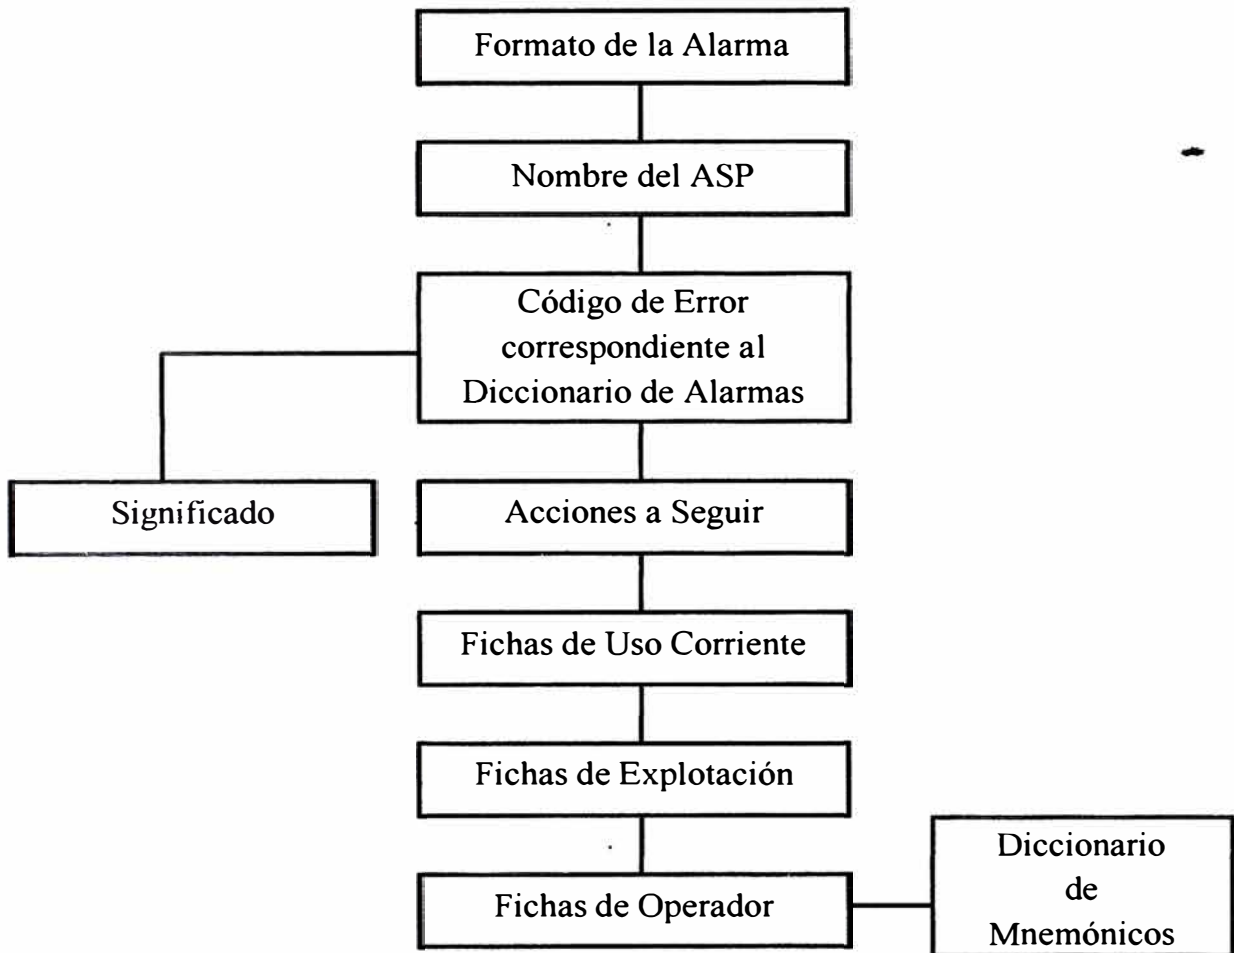 Formato de la Alarma
Nombre del ASP
Código de Error
correspondiente al
Diccionario de Alarmas
Significado
Acciones a Seguir
Fichas de Uso Corriente
Fichas de Explotación
Fichas de Operador
Diccionario
de
Mnemónicos